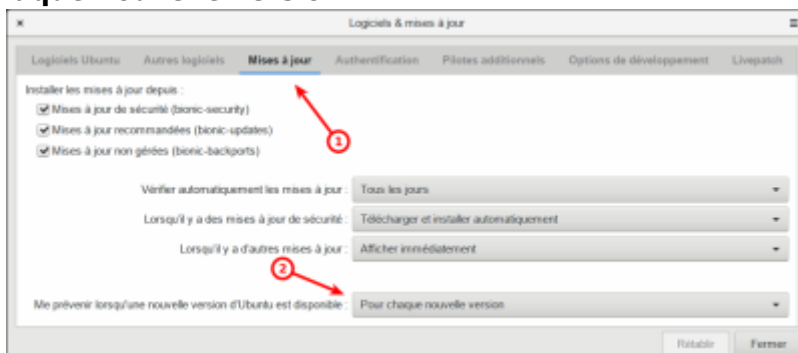 Logiciels & mises à jour
Logiciels Ubuntu Autres logiciels Mises à jour Authentification Pilotes additionnels Options de développement Livepatch
Installer les mises à jour depuis :
Mises à jour de sécurité (bionic-security)
Mises à jour recommandées (bionic-updates)
Mises à jour non gérées (bionic-backports)
1
Vérifier automatiquement les mises à jour : Tous les jours
Lorsqu'il y a des mises à jour de sécurité : Télécharger et installer automatiquement
Lorsqu'il y a d'autres mises à jour : Afficher immédiatement
2
Me prévenir lorsqu'une nouvelle version d'Ubuntu est disponible : Pour chaque nouvelle version
Rétablir Fermer